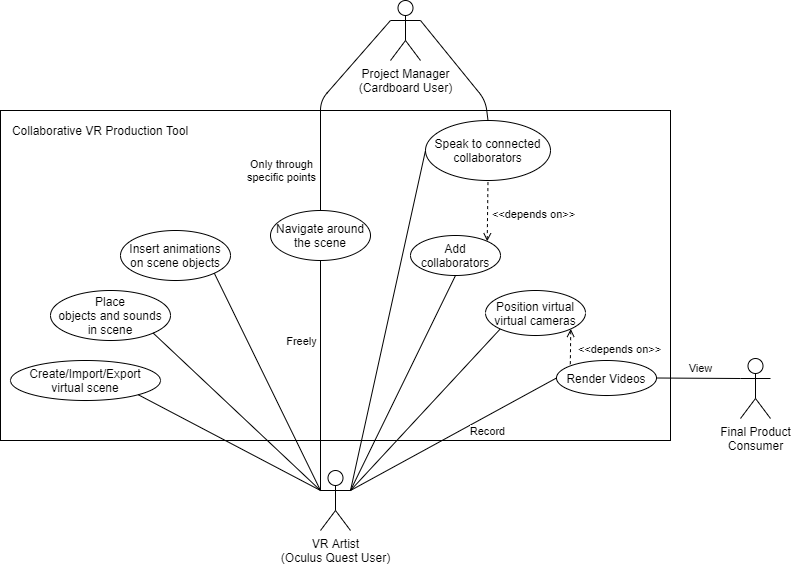 Project Manager
(Cardboard User)
Collaborative VR Production Tool
Speak to connected
collaborators
Only through
specific points
<<depends on>>
Navigate around
the scene
Insert animations
on scene objects
Add
collaborators
Place
objects and sounds
in scene
Position virtual
virtual cameras
Freely
<<depends on>>
Create/Import/Export
virtual scene
Render Videos
View
Record
Final Product
Consumer
VR Artist
(Oculus Quest User)